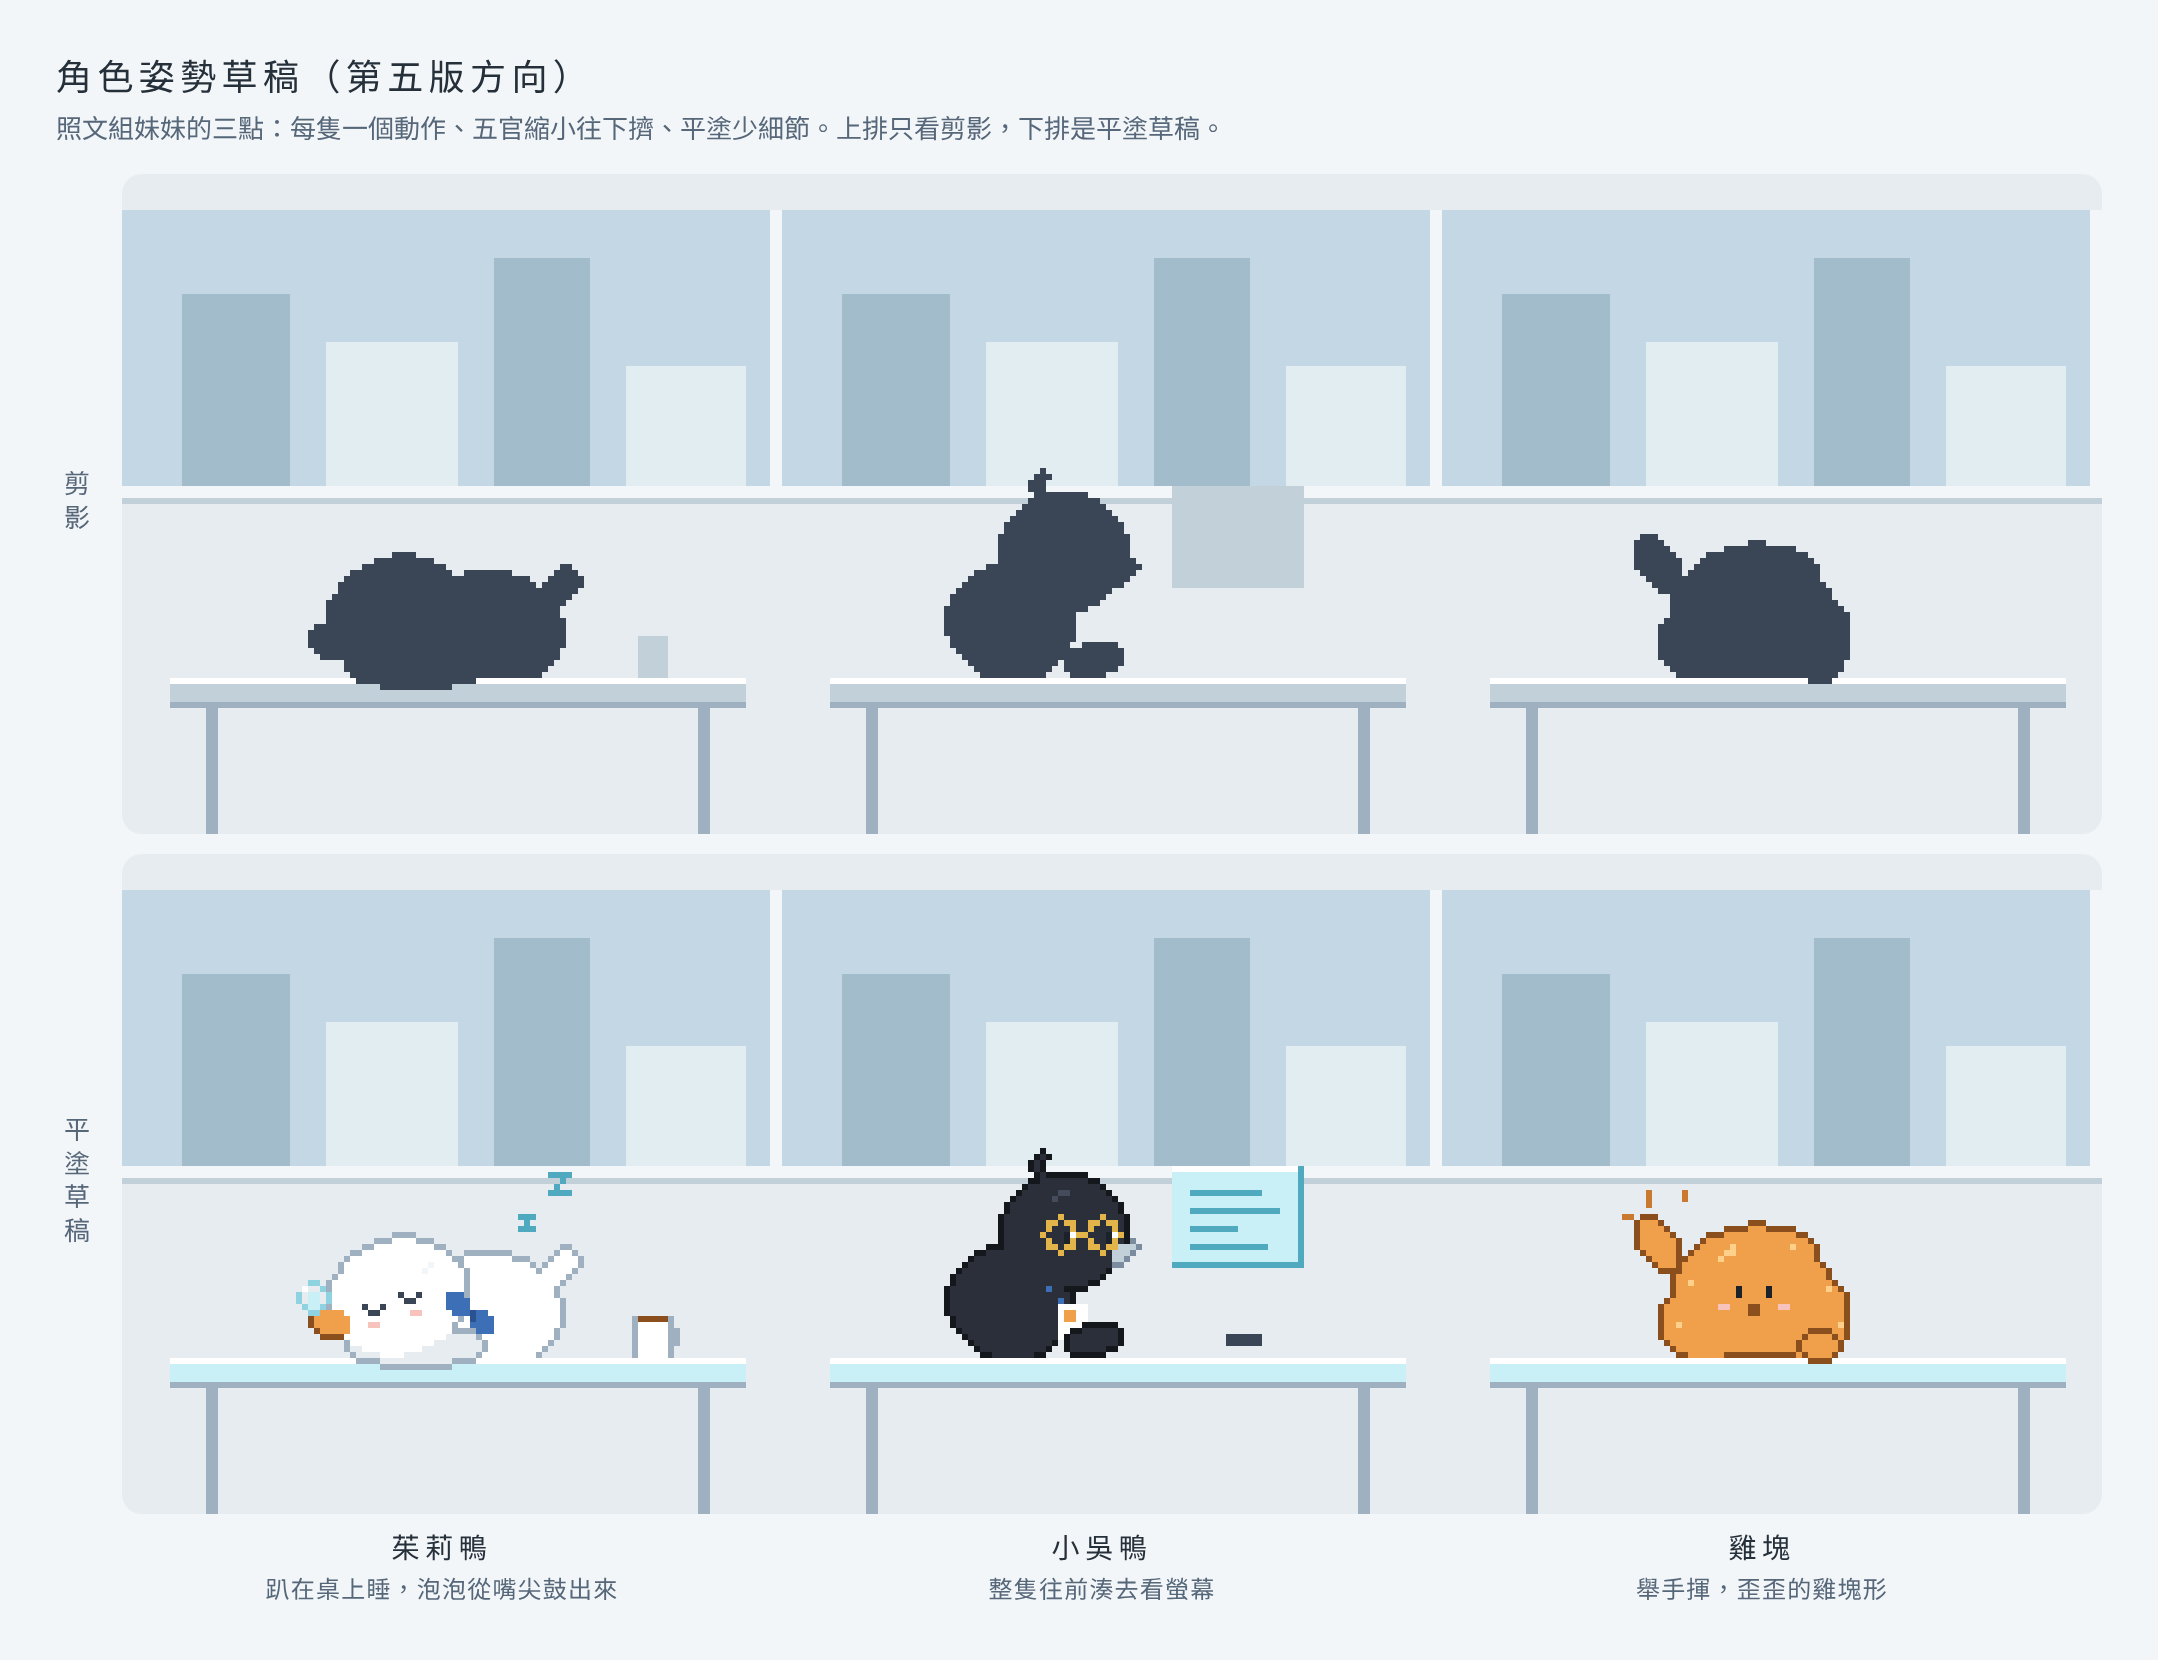 角色姿勢草稿（第五版方向）
照文組妹妹的三點：每隻一個動作、五官縮小往下擠、平塗少細節。上排只看剪影，下排是平塗草稿。
剪影
平塗草稿
Z
Z
茱莉鴨
小吳鴨
雞塊
趴在桌上睡，泡泡從嘴尖鼓出來
整隻往前湊去看螢幕
舉手揮，歪歪的雞塊形